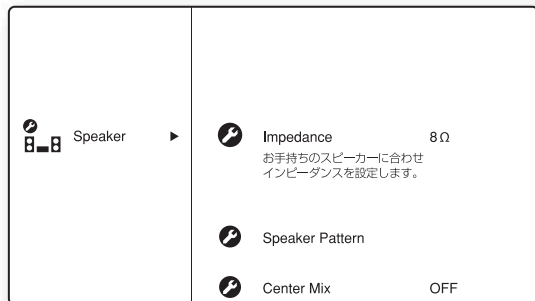 Speaker
Impedance 8Ω
お手持ちのスピーカーに合わせ
インピーダンスを設定します。
Speaker Pattern
Center Mix OFF